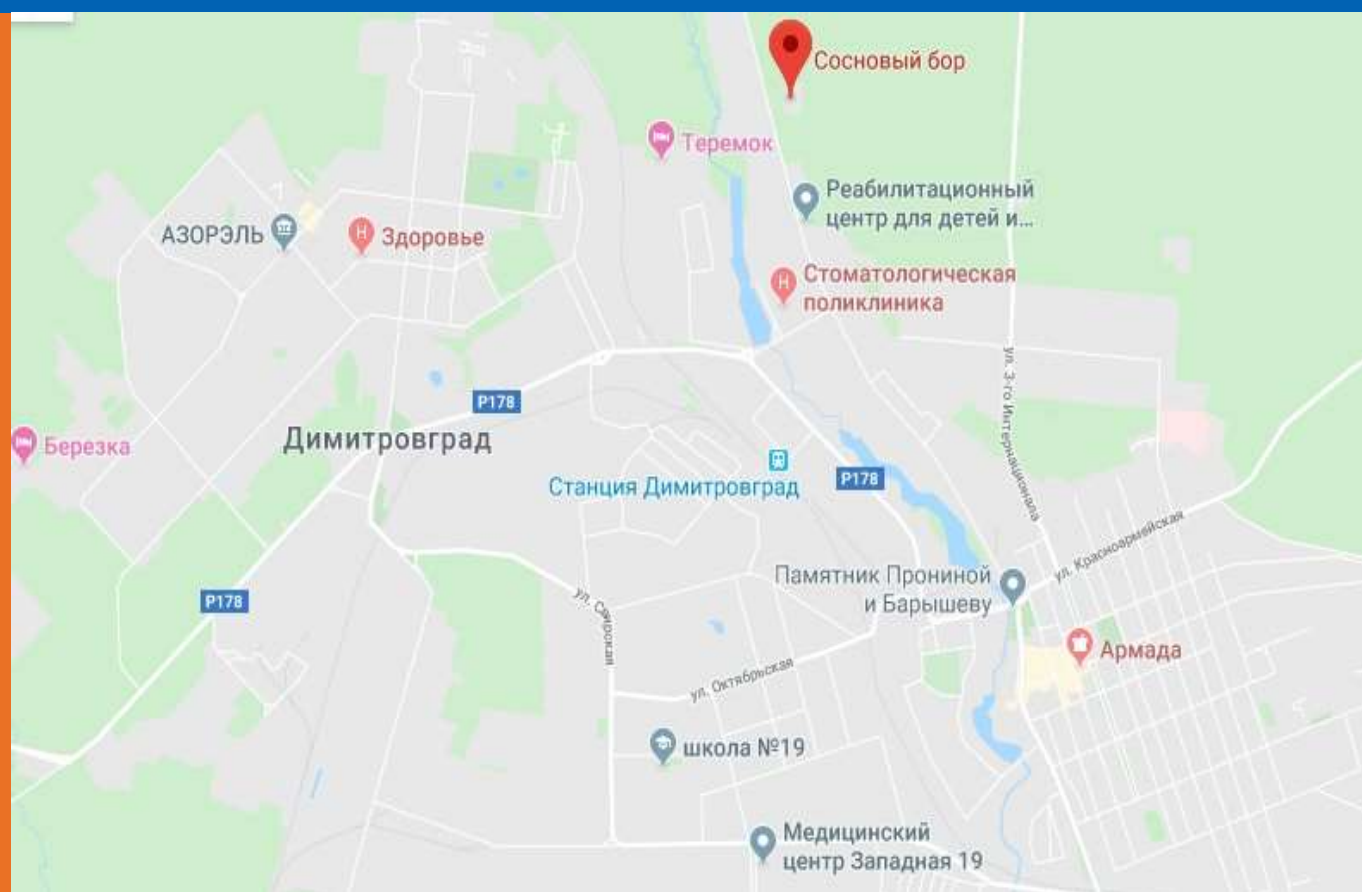 Сосновый бор
Теремок
Реабилитационный
центр для детей и...
АЗОРЭЛЬ
Здоровье
Стоматологическая
поликлиника
ул. 3-го Интернационала
Р178
Димитровград
Березка
Станция Димитровград
Р178
ул. Красноармейская
Памятник Прониной
и Барышеву
Р178
ул. Свирская
Армада
ул. Октябрьская
школа №19
Медицинский
центр Западная 19